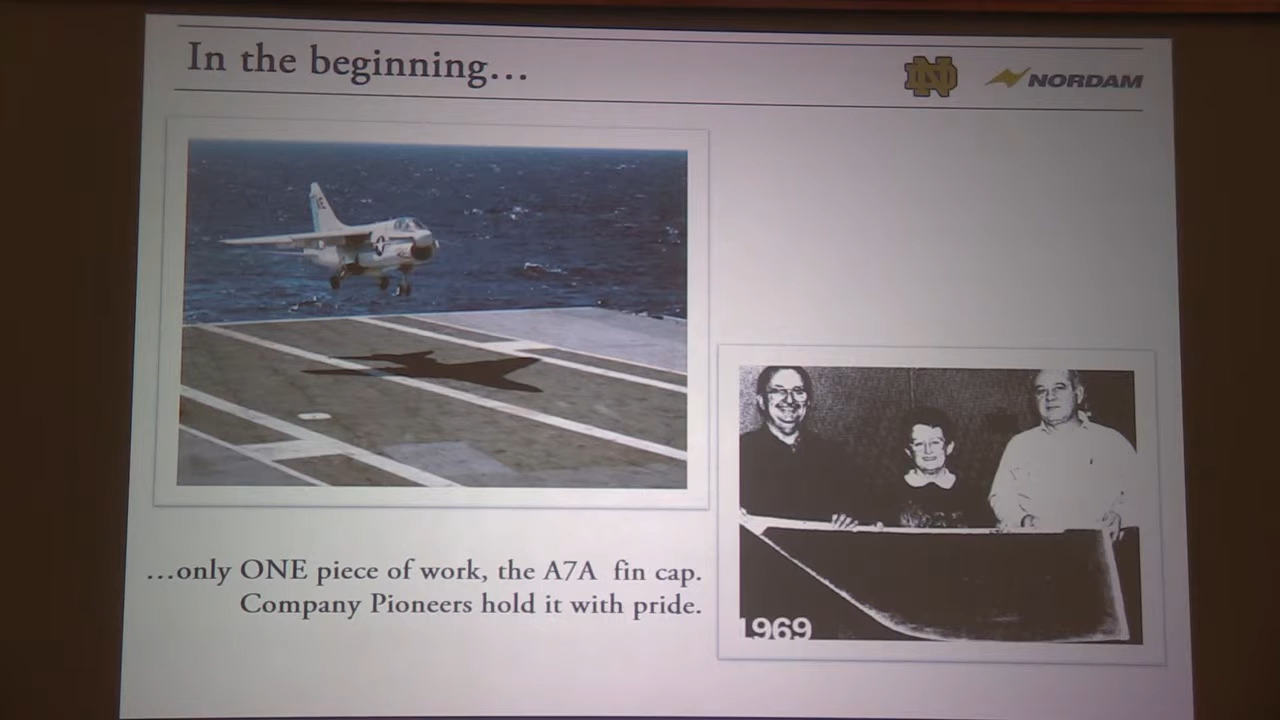 In the beginning...
ND
NORDAM
...only ONE piece of work, the A7A fin cap.
Company Pioneers hold it with pride.
1969